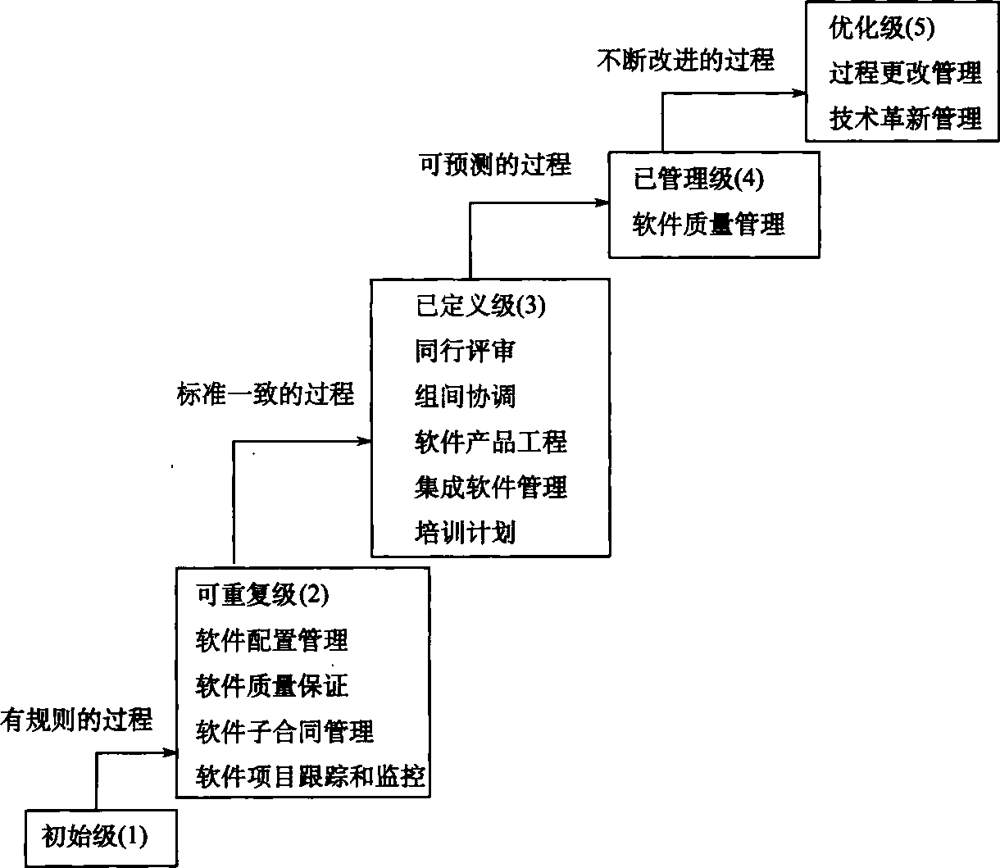 优化级(5)
过程更改管理
技术革新管理
不断改进的过程
已管理级(4)
软件质量管理
可预测的过程
已定义级(3)
同行评审
组间协调
软件产品工程
集成软件管理
培训计划
标准一致的过程
可重复级(2)
软件配置管理
软件质量保证
软件子合同管理
软件项目跟踪和监控
有规则的过程
初始级(1)